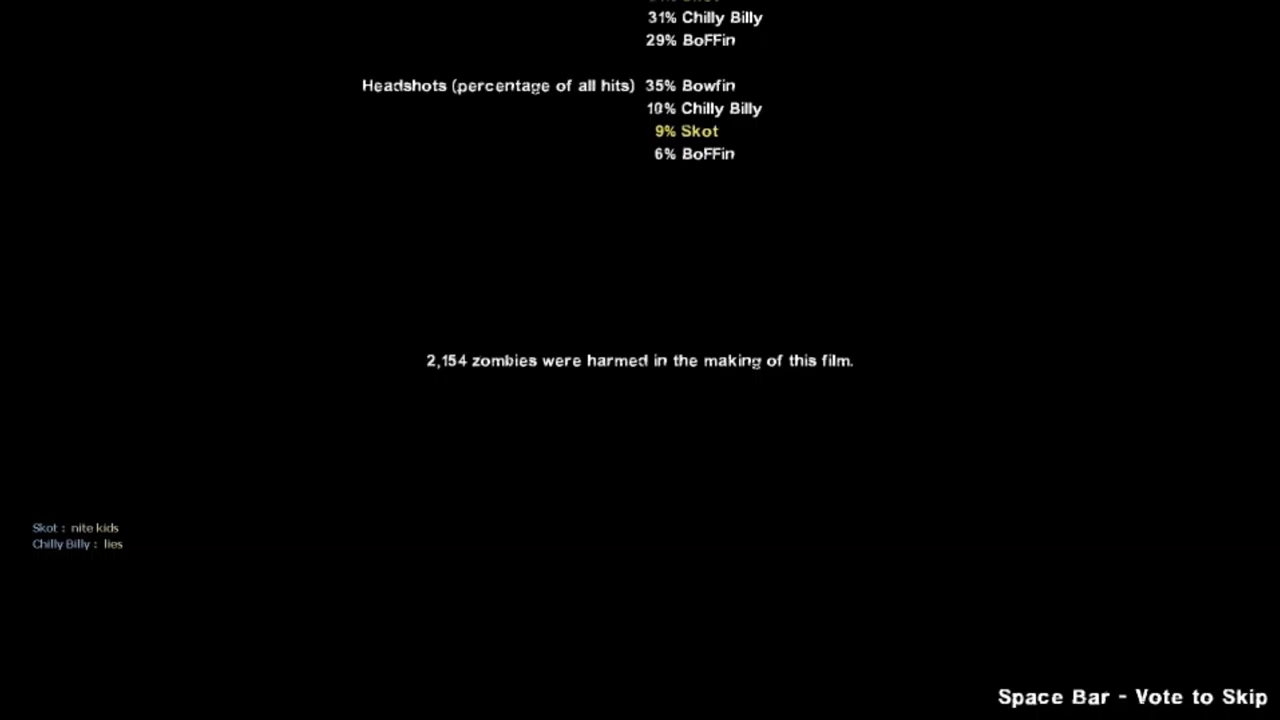 31% Chilly Billy
29% BoFFin
Headshots (percentage of all hits) 35% Bowfin
10% Chilly Billy
9% Skot
6% BoFFin
2,154 zombies were harmed in the making of this film.
Skot : nite kids
Chilly Billy : lies
Space Bar - Vote to Skip